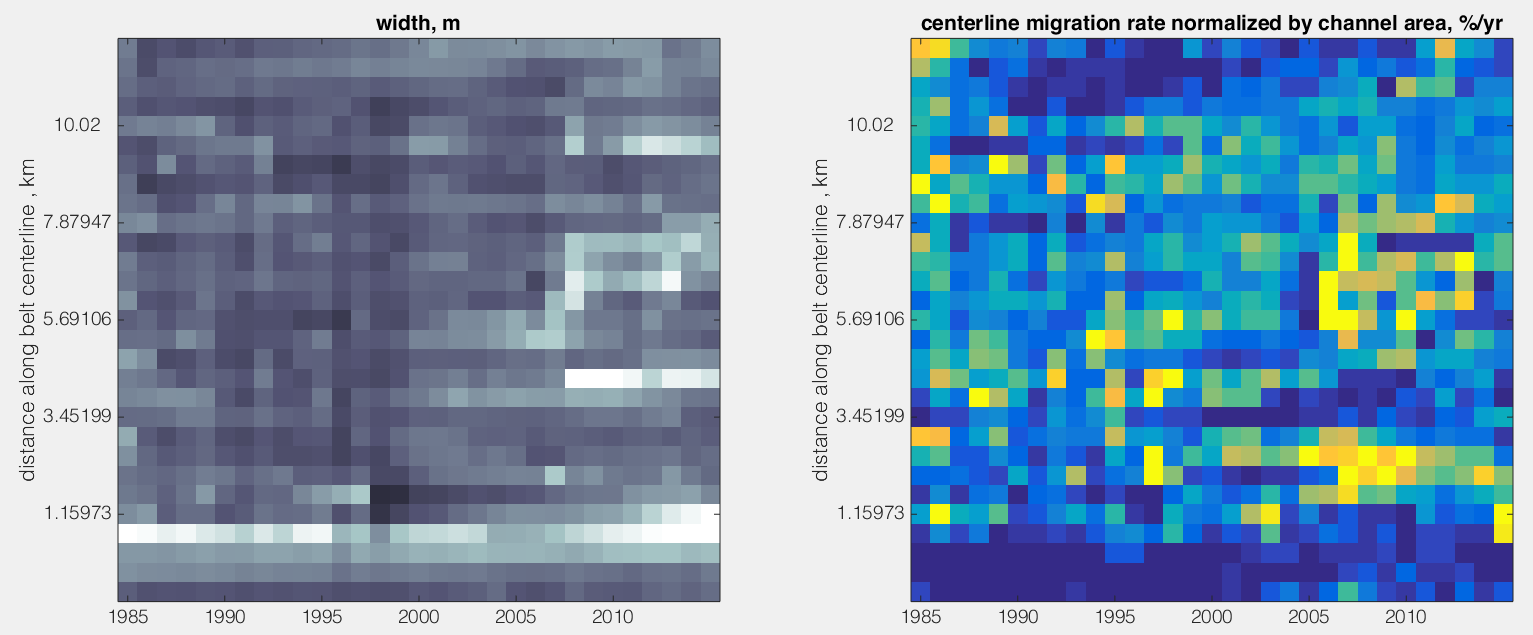 width, m
distance along belt centerline , km
10.02
7.87947
5.69106
3.45199
1.15973
1985 1990 1995 2000 2005 2010
centerline migration rate normalized by channel area, %/yr
distance along belt centerline , km
10.02
7.87947
5.69106
3.45199
1.15973
1985 1990 1995 2000 2005 2010